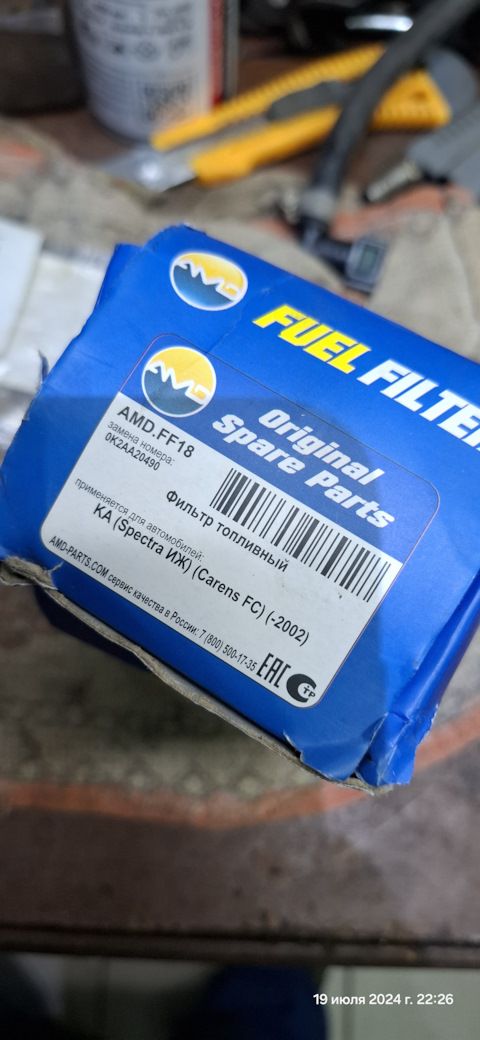 AMD
FUEL FILTER
AMD
Original
Spare Parts
AMD.FF18
замена номера:
0K2AA20490
Фильтр топливный
применяется для автомобилей:
KA (Spectra ИЖ) (Carens FC) (-2002)
AMD-PARTS.COM сервис качества в России: 7 (800) 500-17-35
EAC
TP
19 июля 2024 г. 22:26